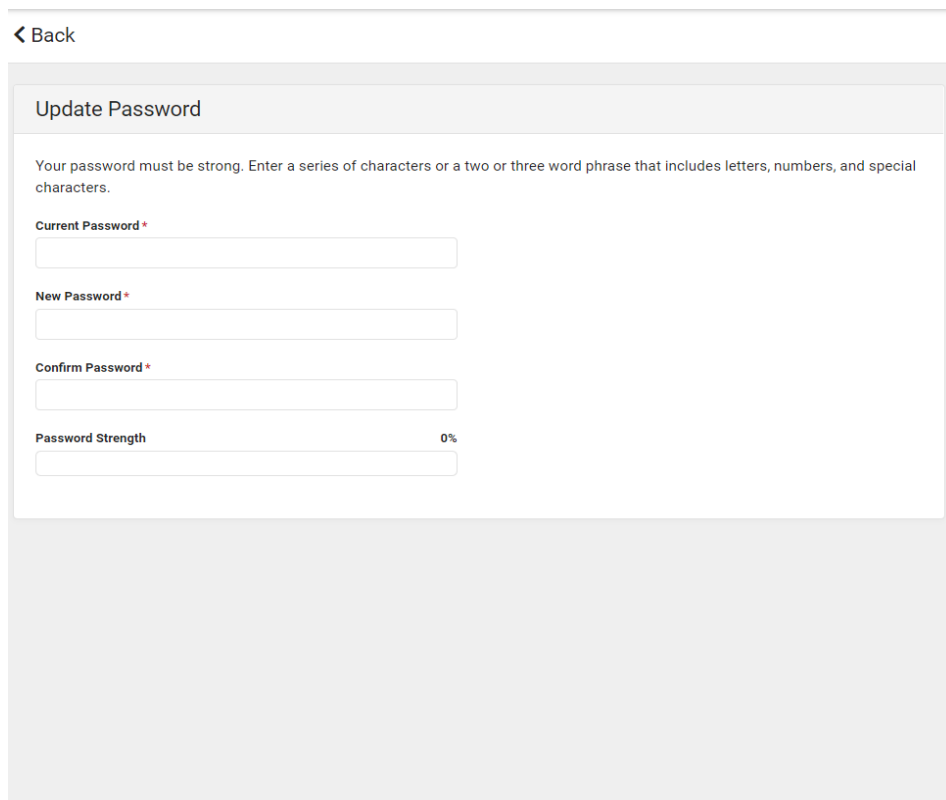 Back
Update Password
Your password must be strong. Enter a series of characters or a two or three word phrase that includes letters, numbers, and special
characters.
Current Password *
New Password *
Confirm Password *
Password Strength 0%